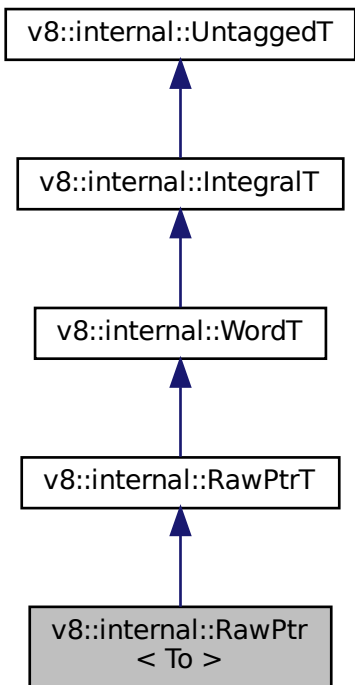 v8::internal::UntaggedT
v8::internal::IntegralT
v8::internal::WordT
v8::internal::RawPtrT
v8::internal::RawPtr
< To >